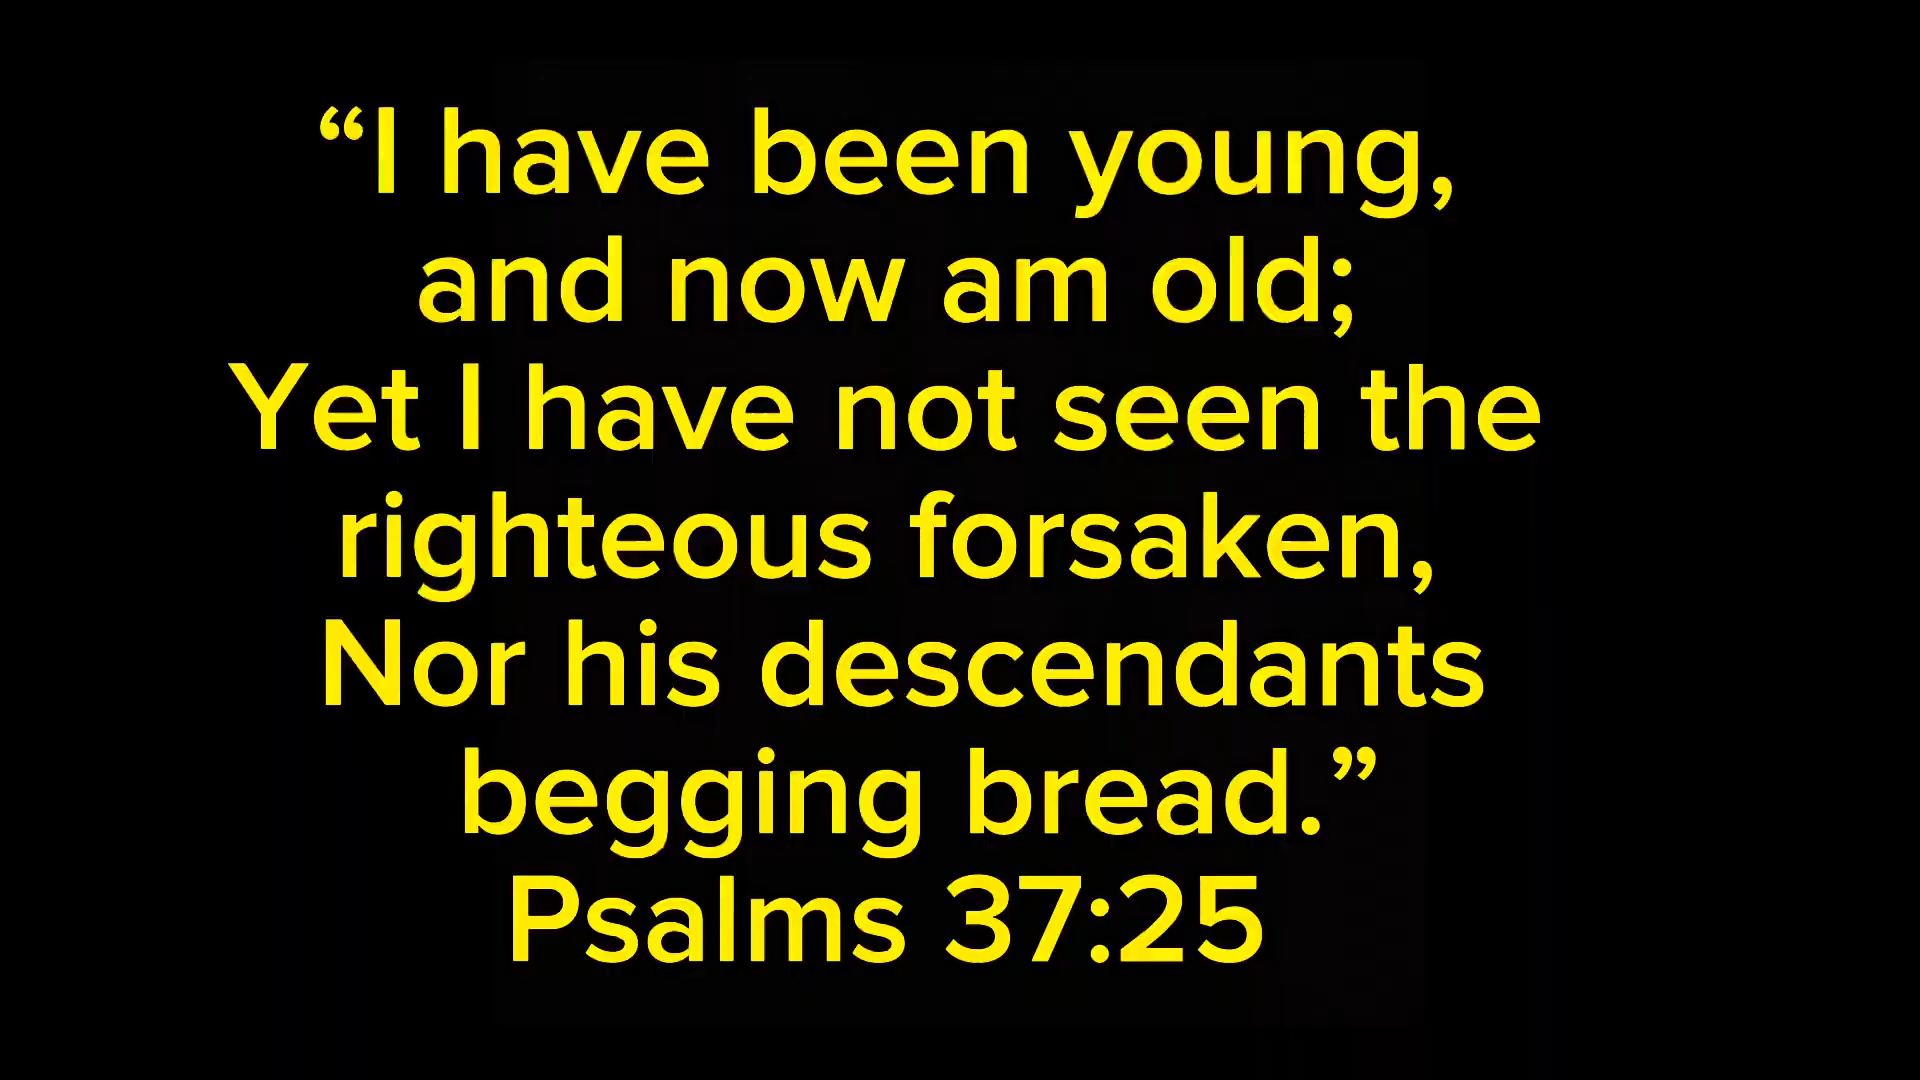 “I have been young,
and now am old;
Yet I have not seen the
righteous forsaken,
Nor his descendants
begging bread.”
Psalms 37:25